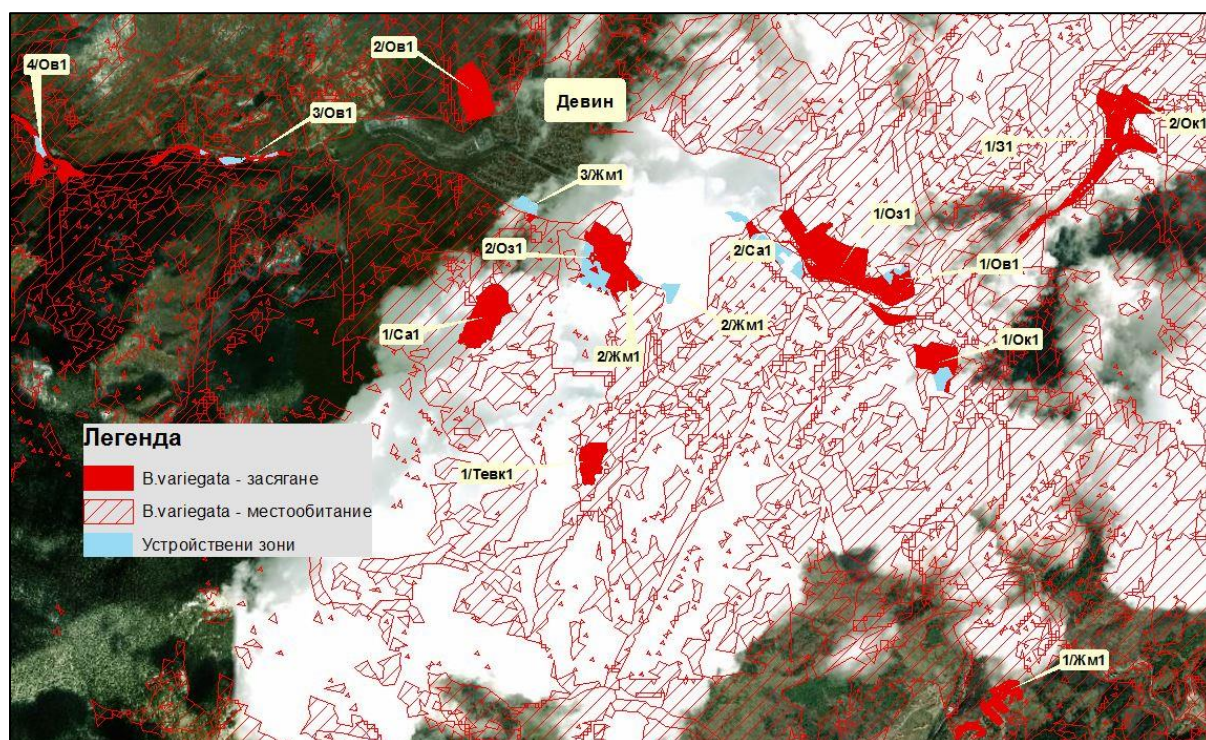 2/Ов1
4/Ов1
Девин
3/Ов1
2/Ок1
1/З1
3/Жм1
1/Оз1
2/Оз1
2/Са1
1/Ов1
1/Са1
2/Жм1
2/Жм1
1/Ок1
Легенда
B.variegata - засягане
1/Тевк1
B.variegata - местообитание
Устройствени зони
1/Жм1